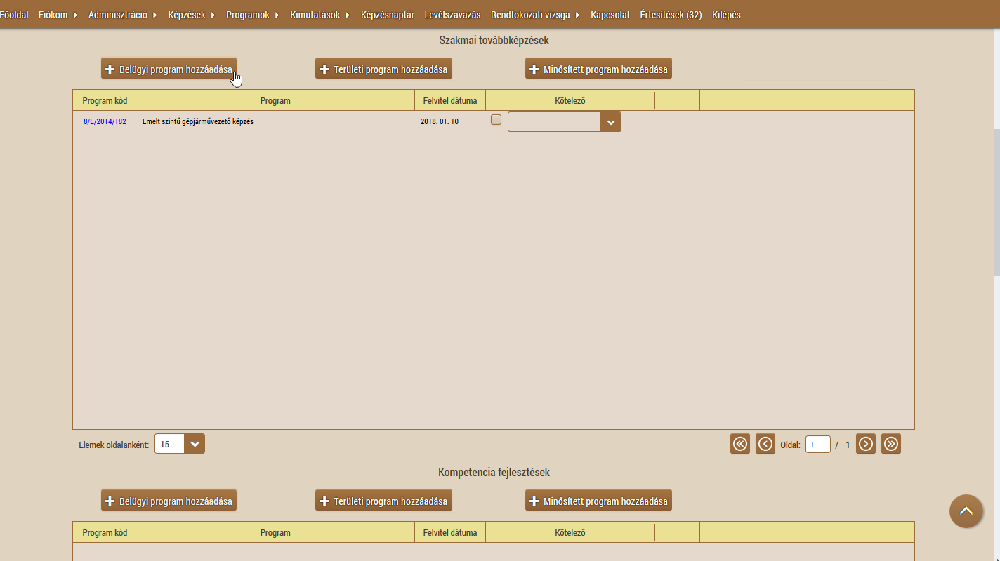 Főoldal Fiókom Adminisztráció Képzések Programok Kimutatások Képzésnaptár Levélszavazás Rendfokozati vizsga Kapcsolat Értesítések (32) Kilépés
Szakmai továbbképzések
Belügyi program hozzáadása Területi program hozzáadása Minősített program hozzáadása
Program kód Program Felvitel dátuma Kötelező
8/E/2014/182 Emelt szintű gépjárművezető képzés 2018. 01. 10
Elemek oldalanként: 15 Oldal: 1 / 1
Kompetencia fejlesztések
Belügyi program hozzáadása Területi program hozzáadása Minősített program hozzáadása
Program kód Program Felvitel dátuma Kötelező